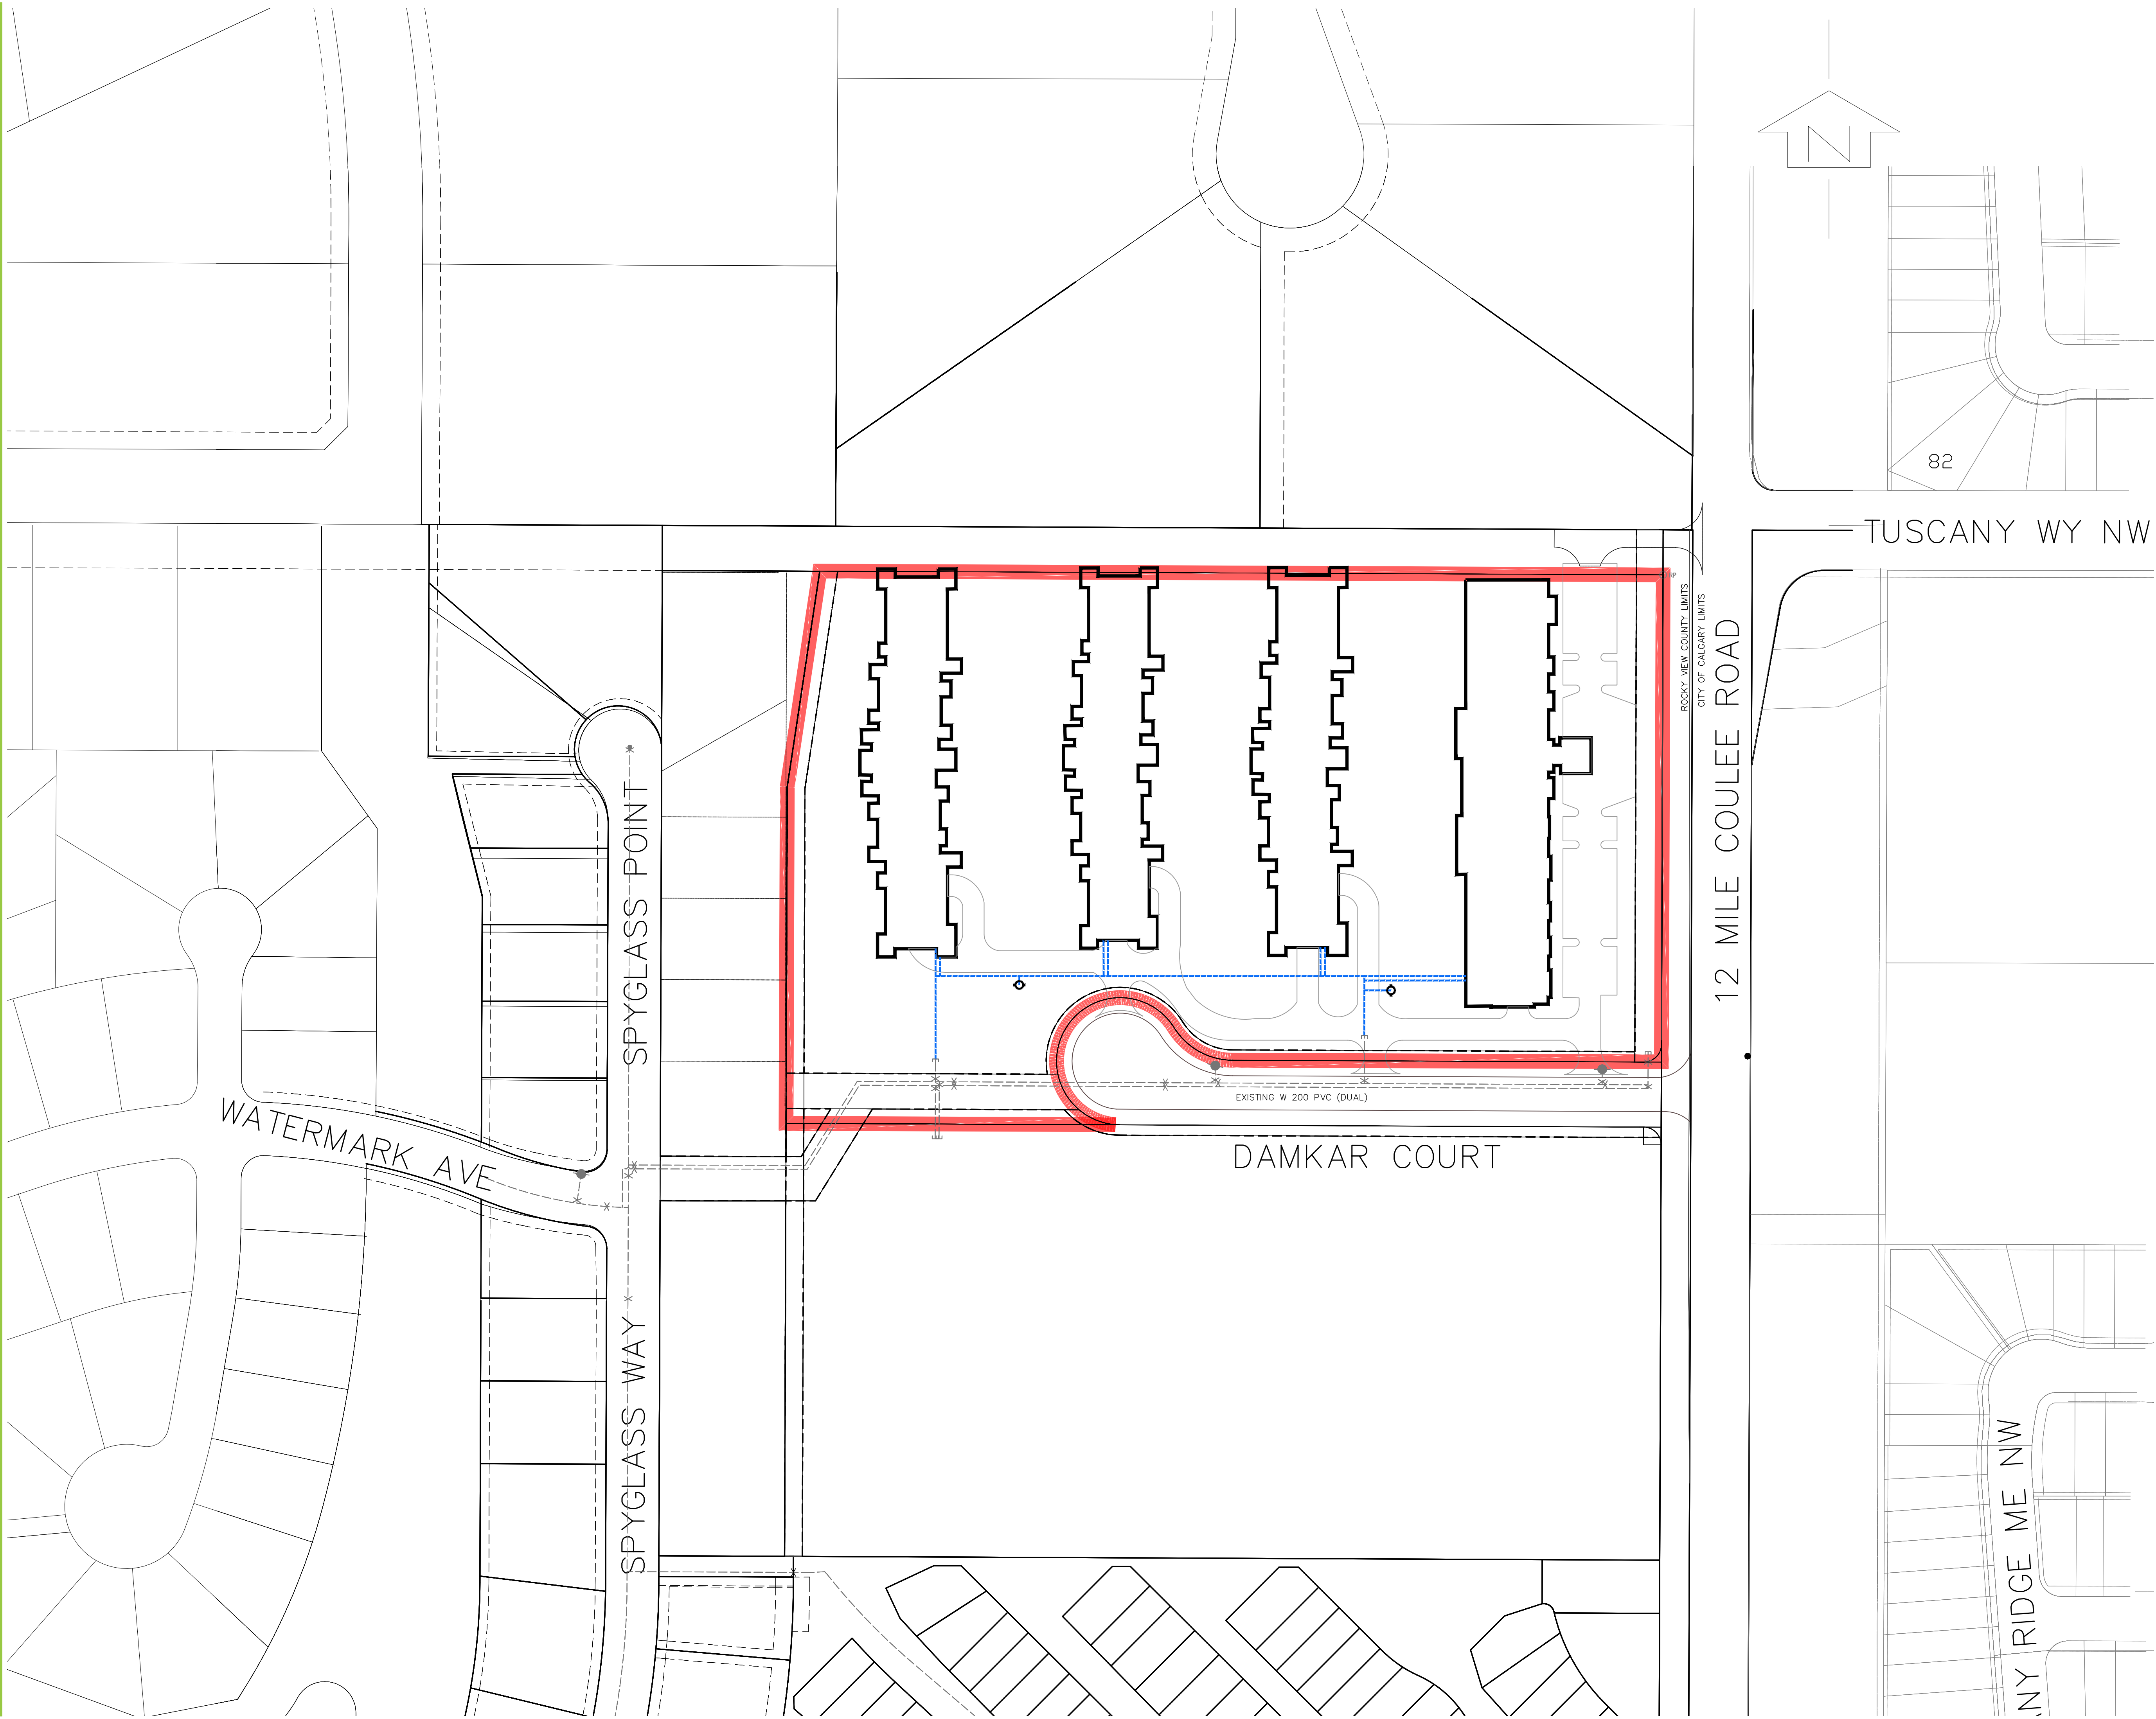 N
82
TUSCANY WY NW
ROCKY VIEW COUNTY LIMITS
CITY OF CALGARY LIMITS
12 MILE COULEE ROAD
SPYGLASS POINT
EXISTING W 200 PVC (DUAL)
WATERMARK AVE
DAMKAR COURT
SPYGLASS WAY
NY RIDGE ME NW